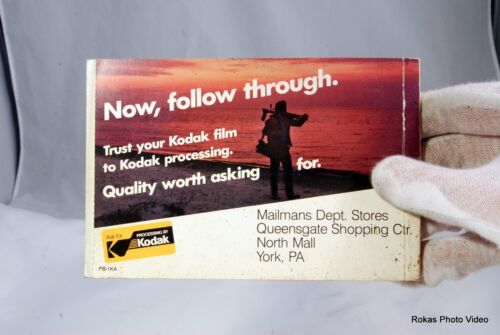 Now, follow through.
Trust your Kodak film
to Kodak processing.
Quality worth asking for.
Mailmans Dept. Stores
Queensgate Shopping Ctr.
North Mall
York, PA
Ask for
PROCESSING BY
Kodak
PB-1KA
Rokas Photo Video